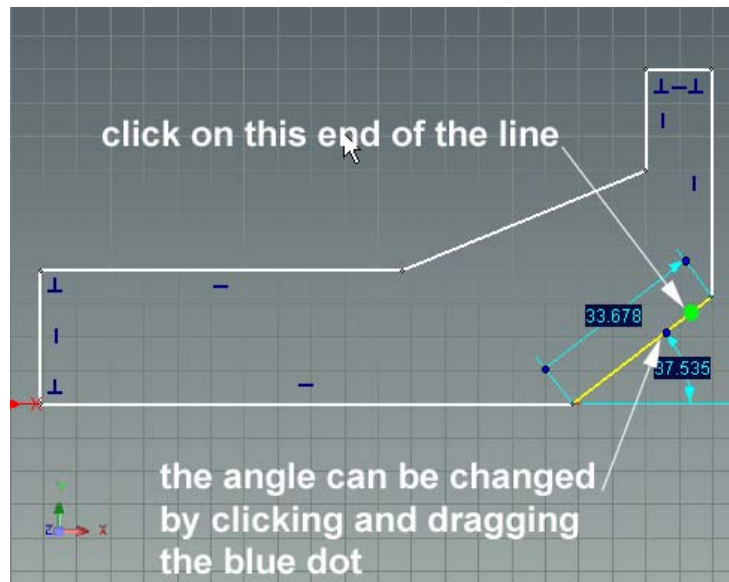 click on this end of the line
33.678
37.535
the angle can be changed
by clicking and dragging
the blue dot
Y
Z X